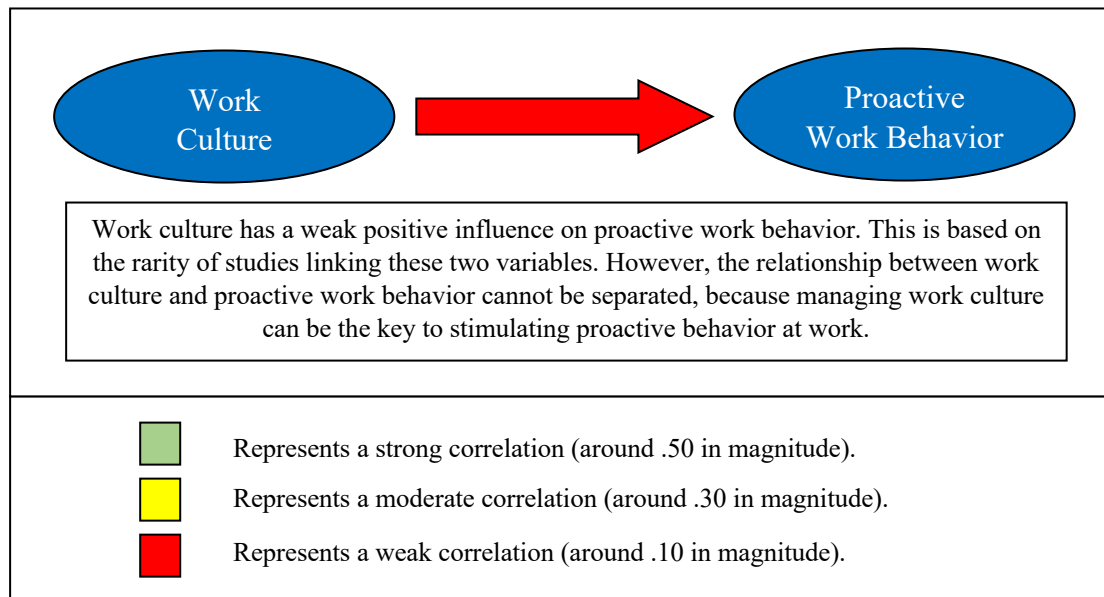 Work
Culture
Proactive
Work Behavior
Work culture has a weak positive influence on proactive work behavior. This is based on
the rarity of studies linking these two variables. However, the relationship between work
culture and proactive work behavior cannot be separated, because managing work culture
can be the key to stimulating proactive behavior at work.
Represents a strong correlation (around .50 in magnitude).
Represents a moderate correlation (around .30 in magnitude).
Represents a weak correlation (around .10 in magnitude).